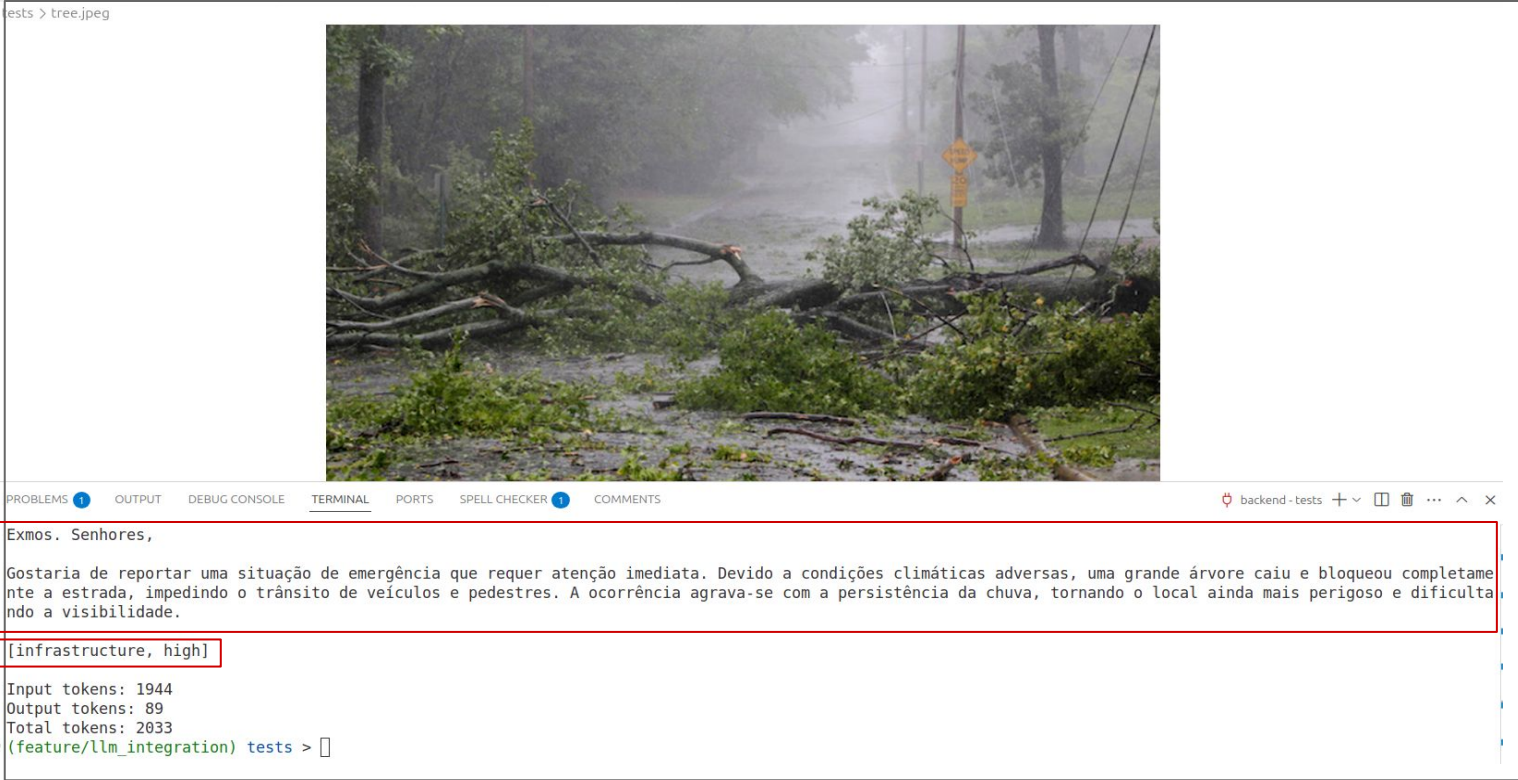 tests > tree.jpeg
SPEED
HUMP
PROBLEMS 1 OUTPUT DEBUG CONSOLE TERMINAL PORTS SPELL CHECKER 1 COMMENTS backend - tests
Exmos. Senhores,
Gostaria de reportar uma situação de emergência que requer atenção imediata. Devido a condições climáticas adversas, uma grande árvore caiu e bloqueou completame
nte a estrada, impedindo o trânsito de veículos e pedestres. A ocorrência agrava-se com a persistência da chuva, tornando o local ainda mais perigoso e dificulta
ndo a visibilidade.
[infrastructure, high]
Input tokens: 1944
Output tokens: 89
Total tokens: 2033
(feature/llm_integration) tests >